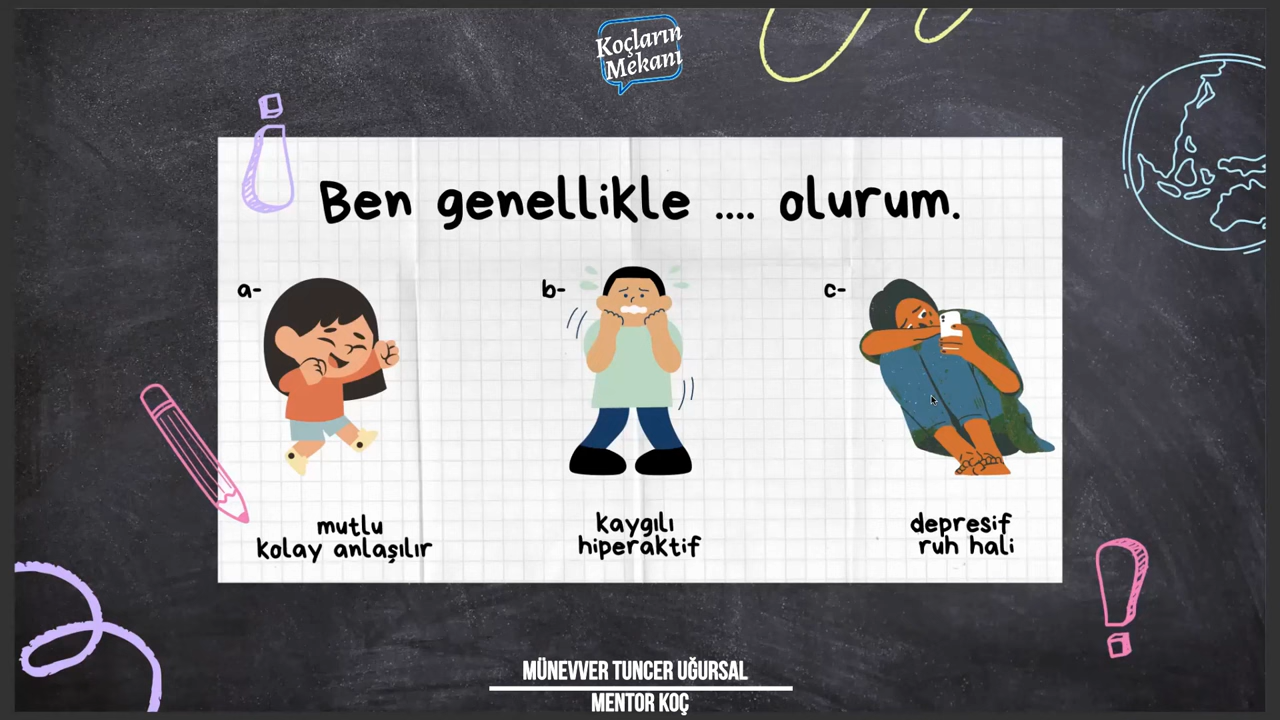 Koçların
Mekanı
Ben genellikle .... olurum.
a-
b-
c-
mutlu
kolay anlaşılır
kaygılı
hiperaktif
depresif
ruh hali
MÜNEVVER TUNCER UĞURSAL
MENTOR KOÇ